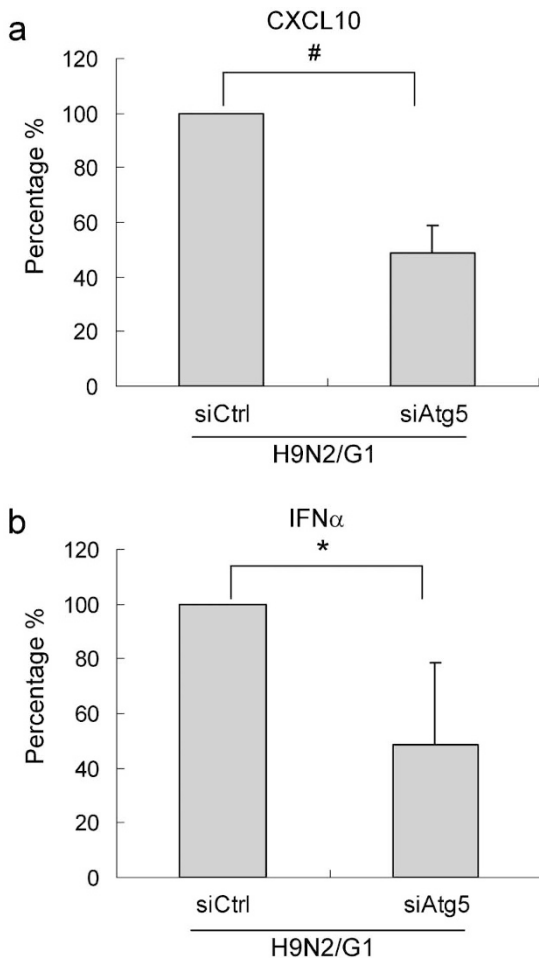 a
CXCL10
#
120
100
80
60
40
20
0
Percentage %
siCtrl siAtg5
H9N2/G1
b
IFNα
*
120
100
80
60
40
20
0
Percentage %
siCtrl siAtg5
H9N2/G1